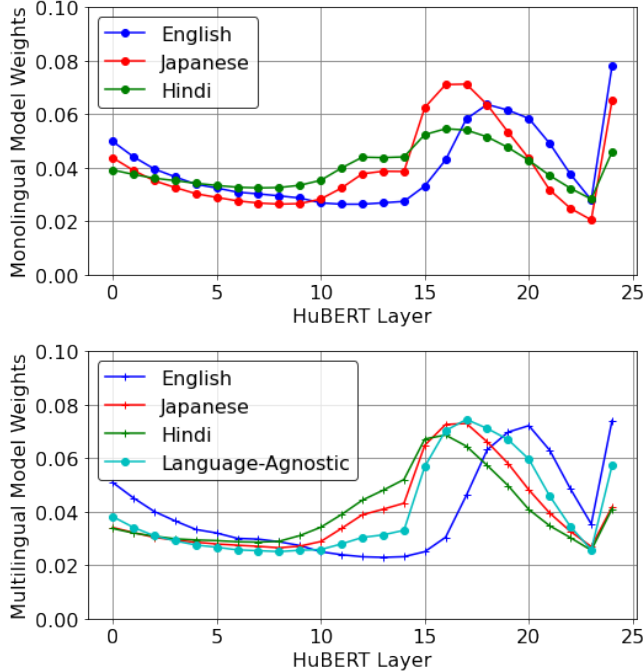 Monolingual Model Weights
0.10
0.08
0.06
0.04
0.02
0.00
English
Japanese
Hindi
0 5 10 15 20 25
HuBERT Layer
Multilingual Model Weights
0.10
0.08
0.06
0.04
0.02
0.00
English
Japanese
Hindi
Language-Agnostic
0 5 10 15 20 25
HuBERT Layer